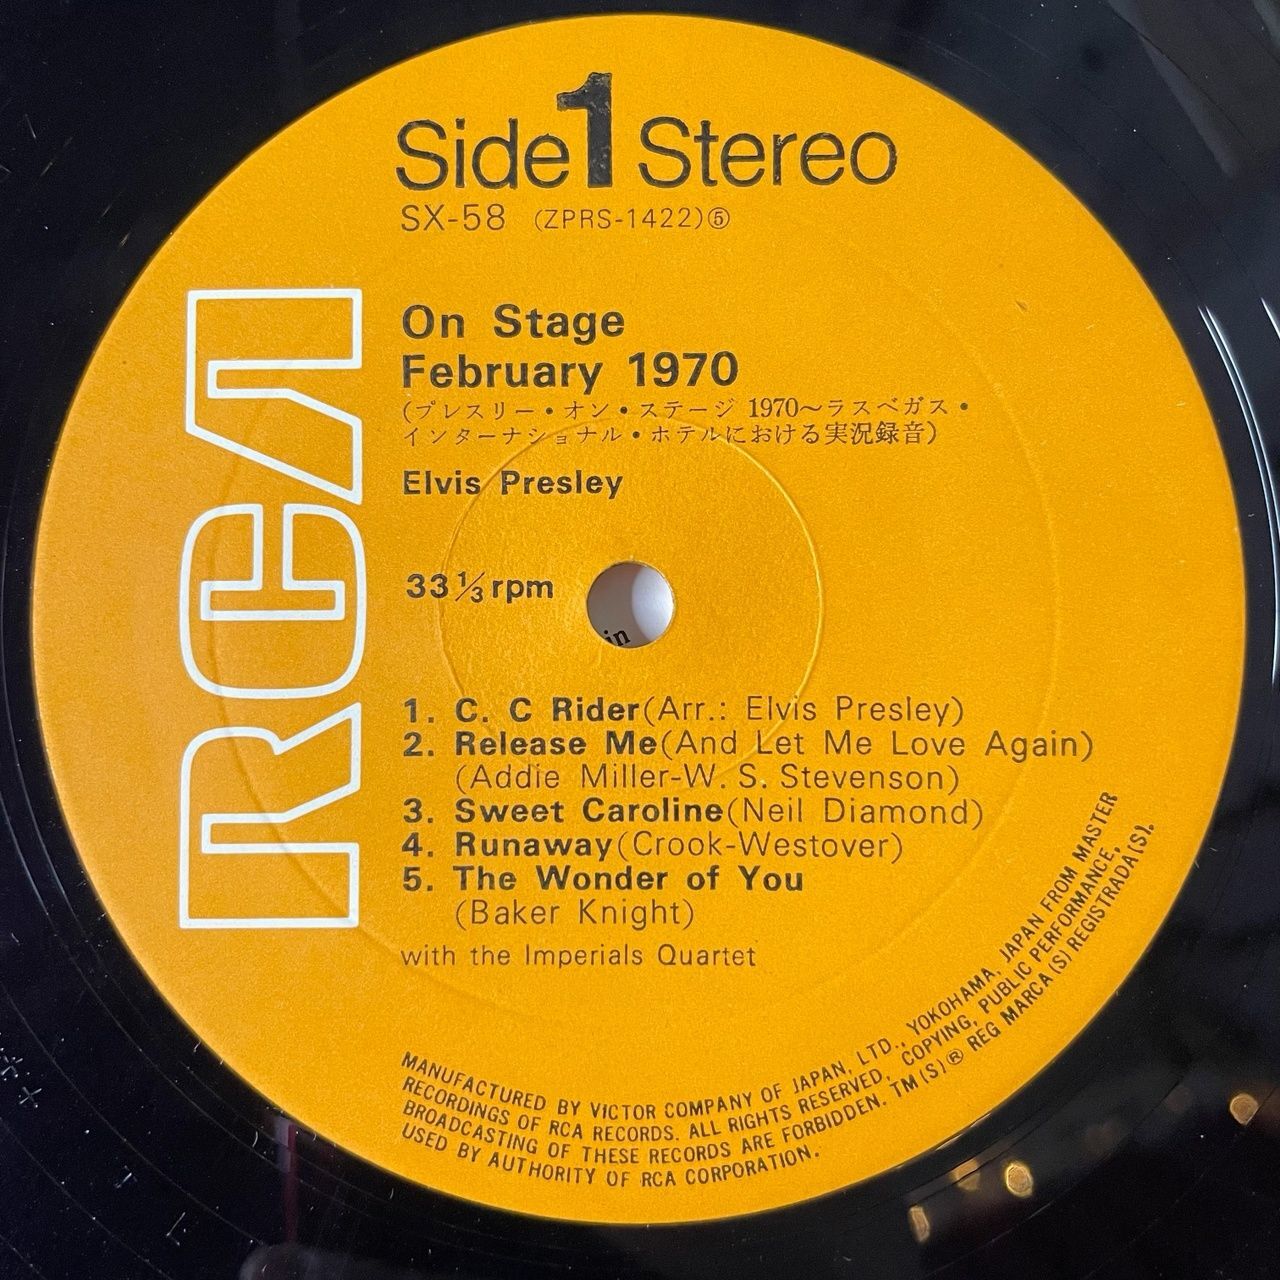 Side 1 Stereo
SX-58 (ZPRS-1422)⑤
RCA
On Stage
February 1970
(プレスリー・オン・ステージ 1970〜ラスベガス・
インターナショナル・ホテルにおける実況録音)
Elvis Presley
33 1/3 rpm
in
1. C. C Rider(Arr.: Elvis Presley)
2. Release Me(And Let Me Love Again)
(Addie Miller-W. S. Stevenson)
3. Sweet Caroline(Neil Diamond)
4. Runaway(Crook-Westover)
5. The Wonder of You
(Baker Knight)
with the Imperials Quartet
MANUFACTURED BY VICTOR COMPANY OF JAPAN, LTD., YOKOHAMA, JAPAN FROM MASTER
RECORDINGS OF RCA RECORDS. ALL RIGHTS RESERVED, COPYING, PUBLIC PERFORMANCE,
BROADCASTING OF THESE RECORDS ARE FORBIDDEN. TM(S)® REG MARCA(S) REGISTRADA(S).
USED BY AUTHORITY OF RCA CORPORATION.